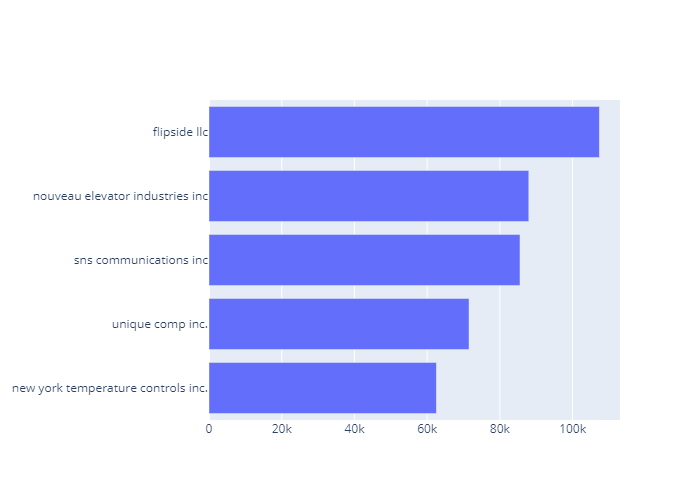 flipside llc
nouveau elevator industries inc
sns communications inc
unique comp inc.
new york temperature controls inc.
0 20k 40k 60k 80k 100k